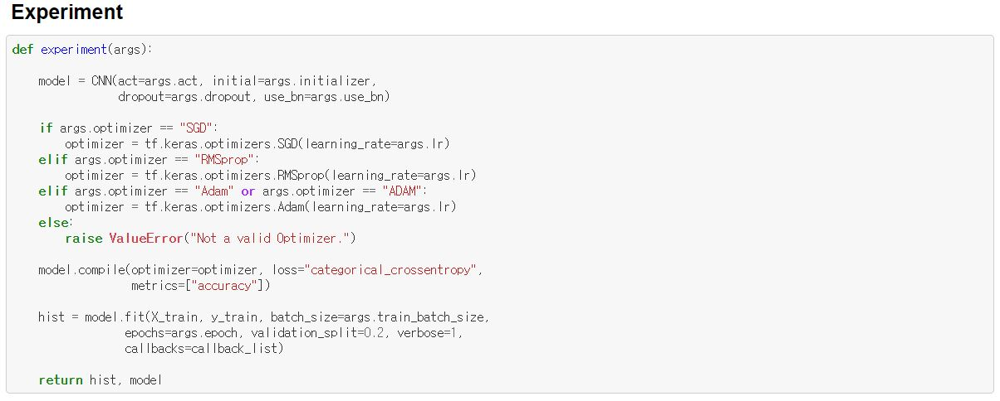 Experiment
def experiment(args):
    model = CNN(act=args.act, initial=args.initializer,
                dropout=args.dropout, use_bn=args.use_bn)
    if args.optimizer == "SGD":
        optimizer = tf.keras.optimizers.SGD(learning_rate=args.lr)
    elif args.optimizer == "RMSprop":
        optimizer = tf.keras.optimizers.RMSprop(learning_rate=args.lr)
    elif args.optimizer == "Adam" or args.optimizer == "ADAM":
        optimizer = tf.keras.optimizers.Adam(learning_rate=args.lr)
    else:
        raise ValueError("Not a valid Optimizer.")
    model.compile(optimizer=optimizer, loss="categorical_crossentropy",
                  metrics=["accuracy"])
    hist = model.fit(X_train, y_train, batch_size=args.train_batch_size,
                 epochs=args.epoch, validation_split=0.2, verbose=1,
                 callbacks=callback_list)
    return hist, model